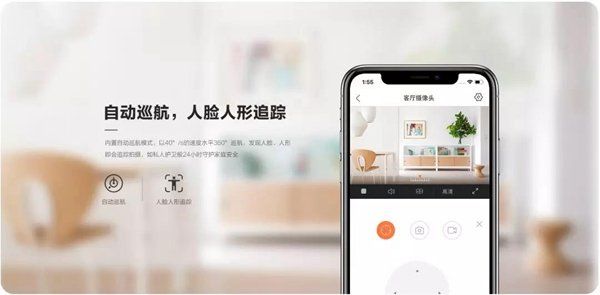 自动巡航，人脸人形追踪
内置自动巡航模式，以40°/s的速度水平360°巡航，发现人脸、人形
即会追踪拍摄，如私人护卫般24小时守护家庭安全
自动巡航
人脸人形追踪
1:55
客厅摄像头
高清